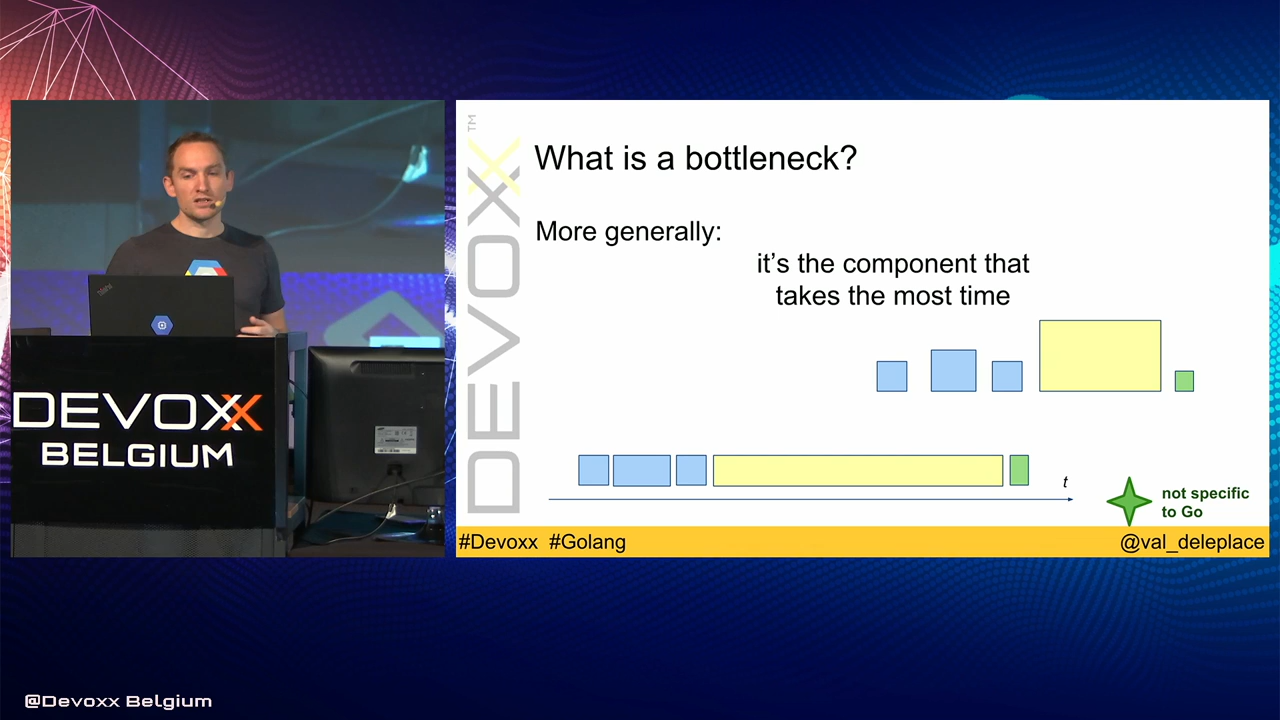 DEVOXX
BELGIUM
DEVOXX™
What is a bottleneck?
More generally:
it’s the component that
takes the most time
t
not specific
to Go
#Devoxx #Golang
@val_deleplace
@Devoxx Belgium